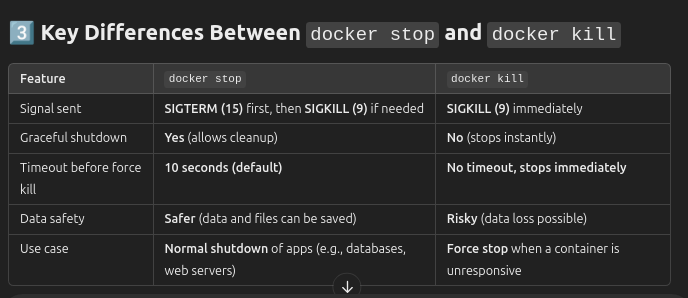 3 Key Differences Between docker stop and docker kill
Feature docker stop docker kill
Signal sent SIGTERM (15) first, then SIGKILL (9) if needed SIGKILL (9) immediately
Graceful shutdown Yes (allows cleanup) No (stops instantly)
Timeout before force 10 seconds (default) No timeout, stops immediately
kill
Data safety Safer (data and files can be saved) Risky (data loss possible)
Use case Normal shutdown of apps (e.g., databases, Force stop when a container is
web servers) unresponsive